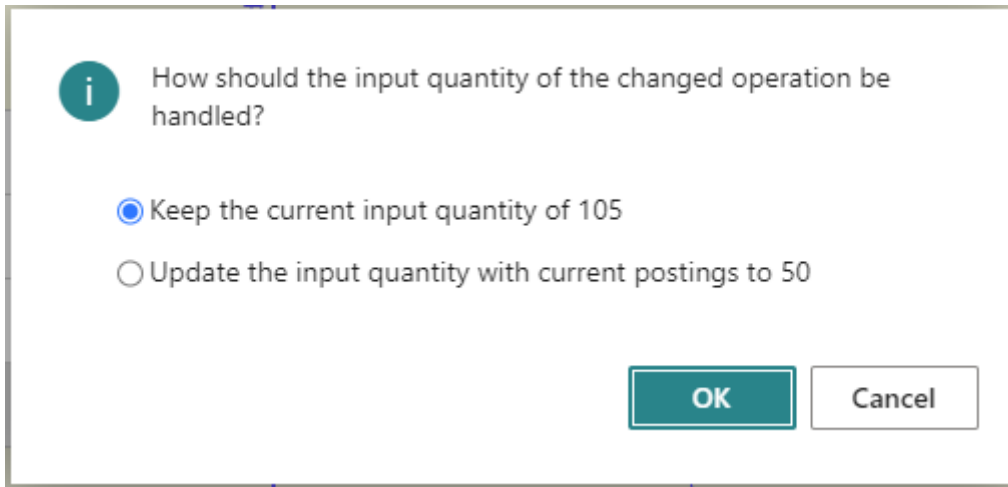 i
How should the input quantity of the changed operation be
handled?
Keep the current input quantity of 105
Update the input quantity with current postings to 50
OK Cancel